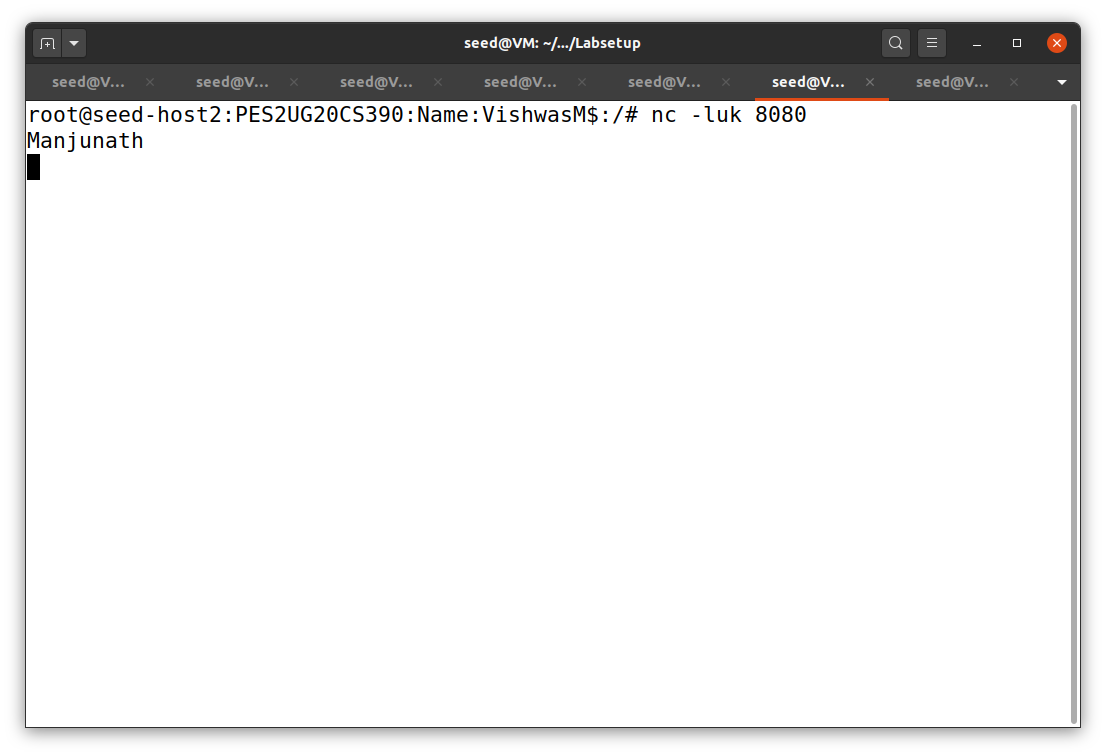 seed@VM: ~/.../Labsetup
seed@V... seed@V... seed@V... seed@V... seed@V... seed@V... seed@V...
root@seed-host2:PES2UG20CS390:Name:VishwasM$:/# nc -luk 8080
Manjunath